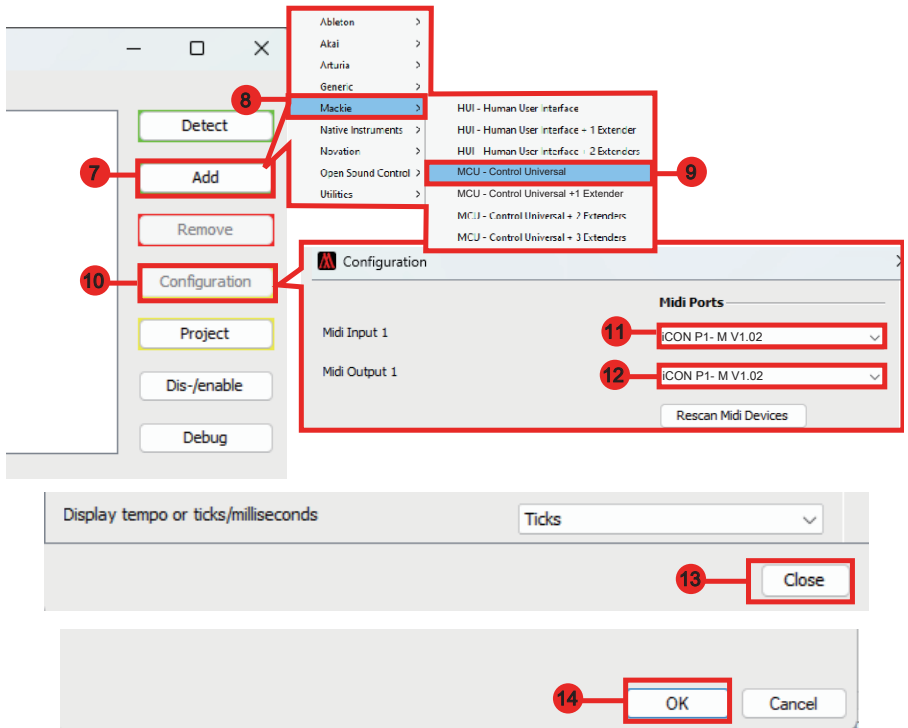 Ableton >
Akai >
Arturia >
Generic >
8
Mackie >
Native Instruments >
Novation >
Open Sound Control >
Utilities >
HUI - Human User Interface
HUI - Human User Interface + 1 Extender
HUI - Human User Interface + 2 Extenders
MCU - Control Universal
9
MCU - Control Universal +1 Extender
MCU - Control Universal + 2 Extenders
MCU - Control Universal + 3 Extenders
Detect
7
Add
Remove
10
Configuration
Project
Dis-/enable
Debug
Configuration
Midi Ports
Midi Input 1
11
iCON P1- M V1.02
Midi Output 1
12
iCON P1- M V1.02
Rescan Midi Devices
Display tempo or ticks/milliseconds
Ticks
13
Close
14
OK
Cancel